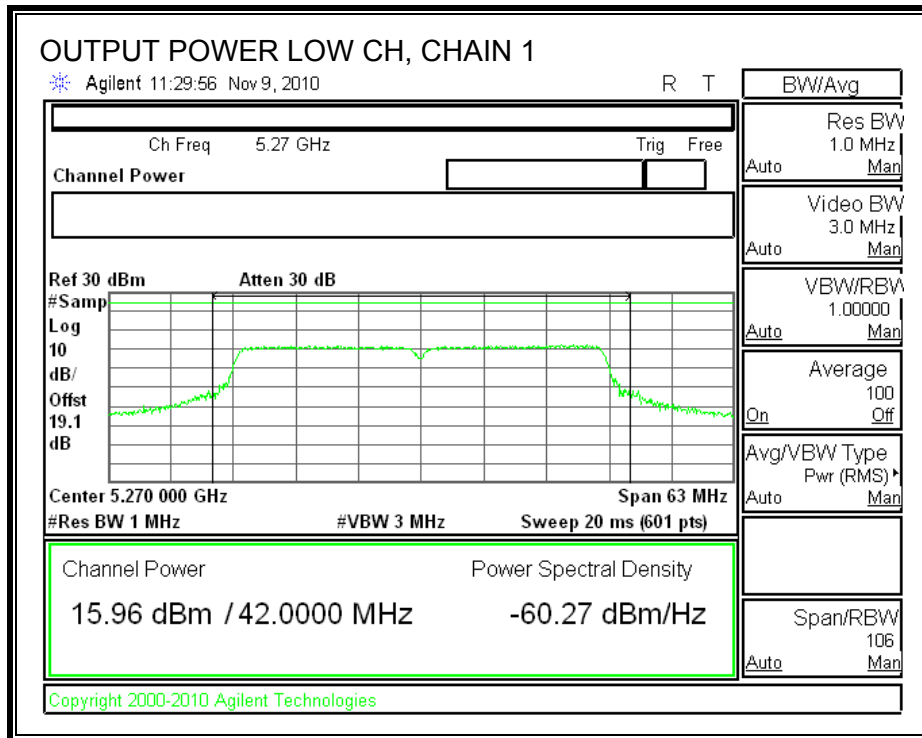 OUTPUT POWER LOW CH, CHAIN 1
Agilent 11:29:56 Nov 9, 2010 R T
Ch Freq 5.27 GHz Trig Free
Channel Power
Ref 30 dBm Atten 30 dB
#Samp
Log
10
dB/
Offst
19.1
dB
Center 5.270 000 GHz Span 63 MHz
#Res BW 1 MHz #VBW 3 MHz Sweep 20 ms (601 pts)
Channel Power Power Spectral Density
15.96 dBm / 42.0000 MHz -60.27 dBm/Hz
Copyright 2000-2010 Agilent Technologies
BW/Avg
Res BW
1.0 MHz
Auto Man
Video BW
3.0 MHz
Auto Man
VBW/RBW
1.00000
Auto Man
Average
100
On Off
Avg/VBW Type
Pwr (RMS)
Auto Man
Span/RBW
106
Auto Man